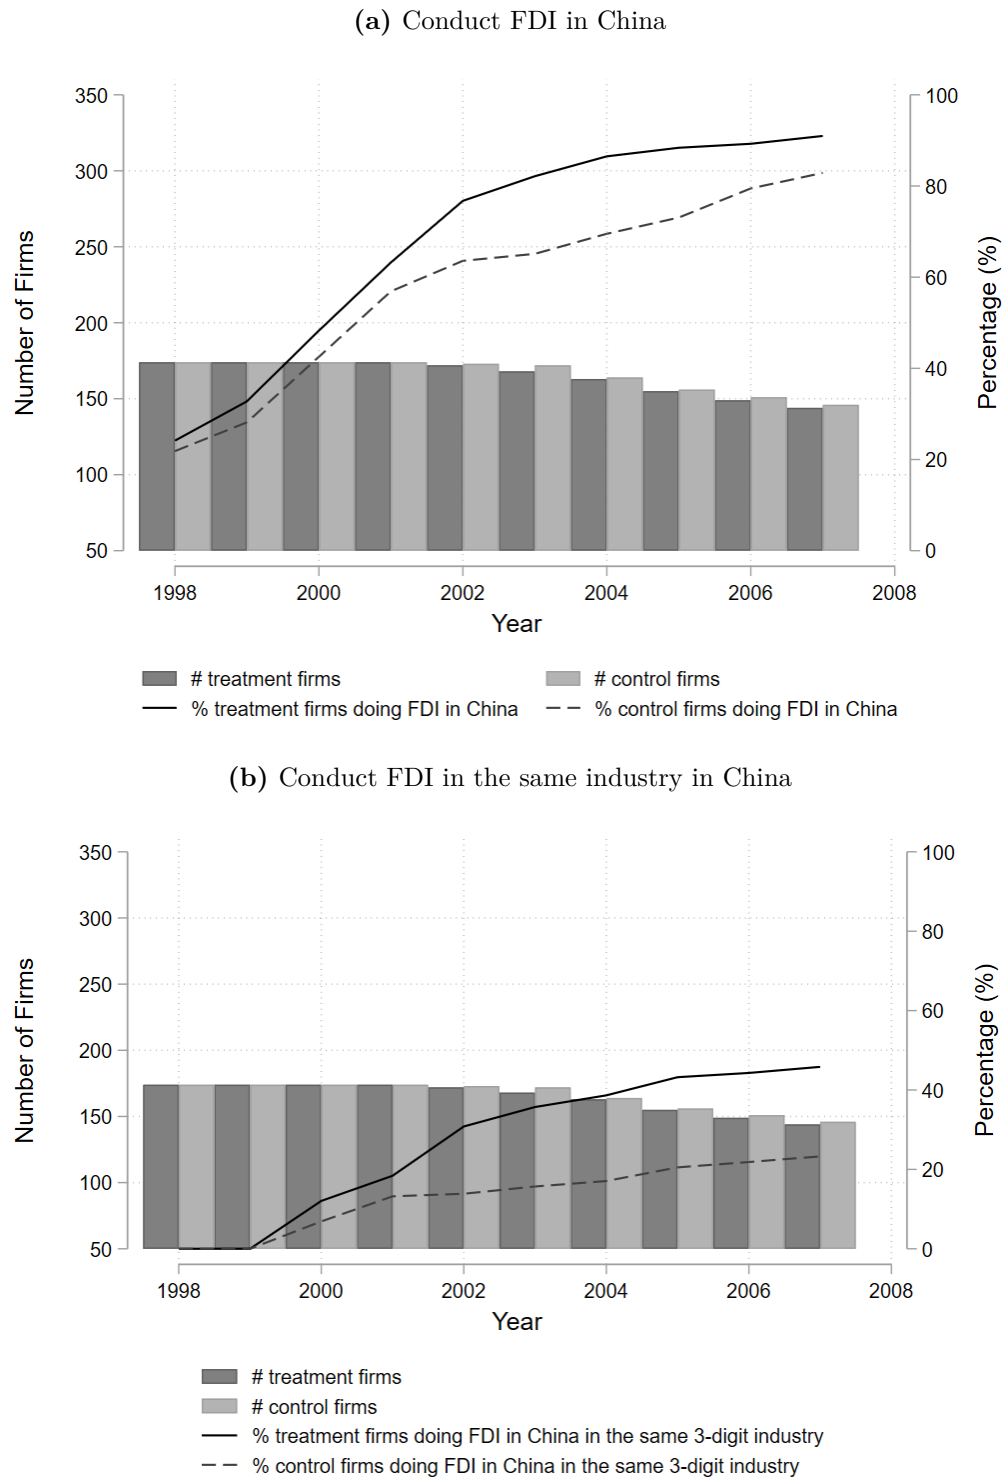 (a) Conduct FDI in China
350
300
250
200
150
100
50
Number of Firms
100
80
60
40
20
0
Percentage (%)
1998 2000 2002 2004 2006 2008
Year
# treatment firms # control firms
% treatment firms doing FDI in China % control firms doing FDI in China
(b) Conduct FDI in the same industry in China
350
300
250
200
150
100
50
Number of Firms
100
80
60
40
20
0
Percentage (%)
1998 2000 2002 2004 2006 2008
Year
# treatment firms
# control firms
% treatment firms doing FDI in China in the same 3-digit industry
% control firms doing FDI in China in the same 3-digit industry